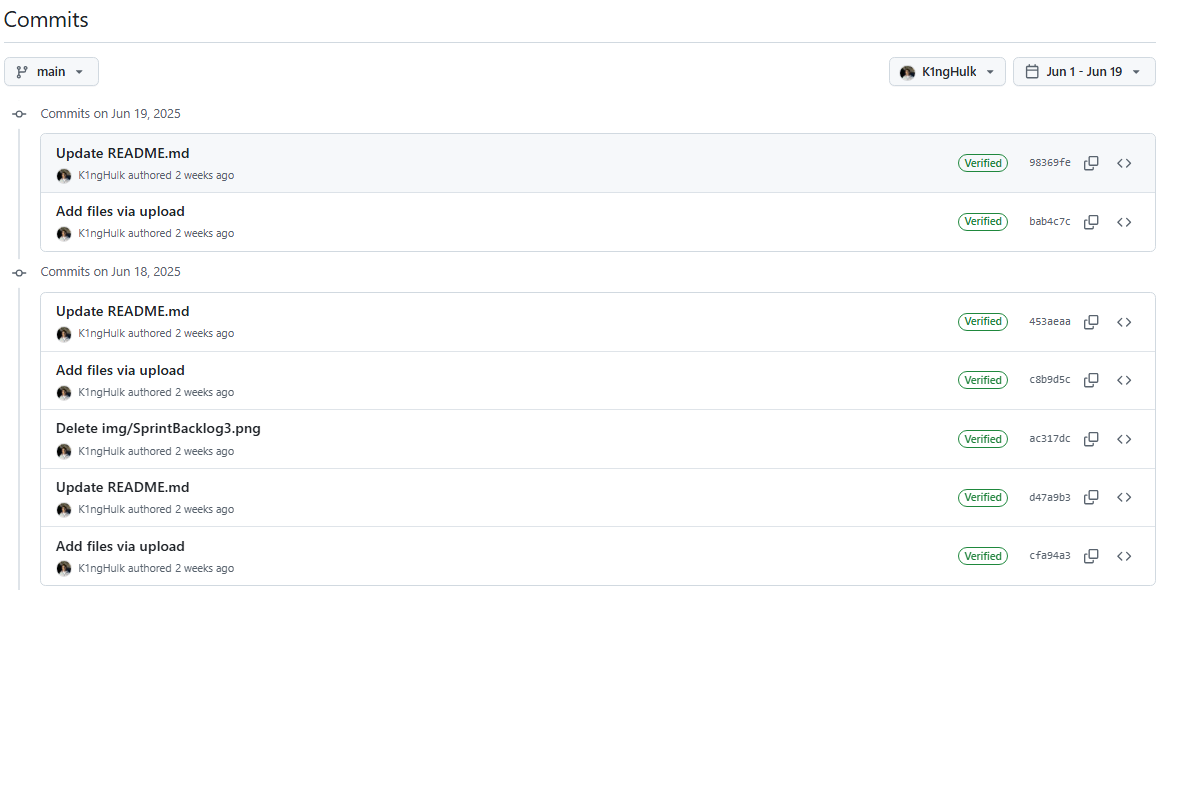 Commits
main
K1ngHulk
Jun 1 - Jun 19
Commits on Jun 19, 2025
Update README.md
Verified
98369fe
K1ngHulk authored 2 weeks ago
Add files via upload
Verified
bab4c7c
K1ngHulk authored 2 weeks ago
Commits on Jun 18, 2025
Update README.md
Verified
453aeaa
K1ngHulk authored 2 weeks ago
Add files via upload
Verified
c8b9d5c
K1ngHulk authored 2 weeks ago
Delete img/SprintBacklog3.png
Verified
ac317dc
K1ngHulk authored 2 weeks ago
Update README.md
Verified
d47a9b3
K1ngHulk authored 2 weeks ago
Add files via upload
Verified
cfa94a3
K1ngHulk authored 2 weeks ago